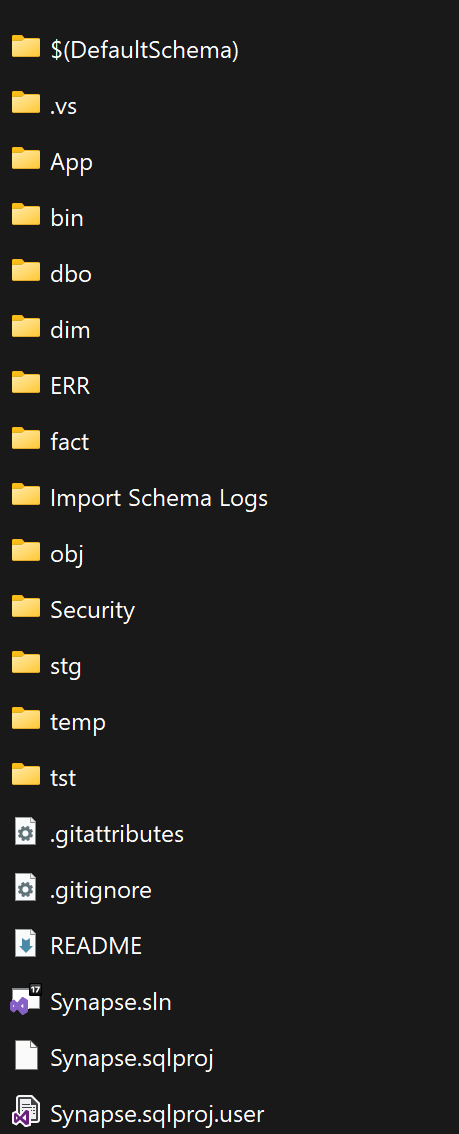 $(DefaultSchema)
.vs
App
bin
dbo
dim
ERR
fact
Import Schema Logs
obj
Security
stg
temp
tst
.gitattributes
.gitignore
README
17
Synapse.sln
Synapse.sqlproj
Synapse.sqlproj.user